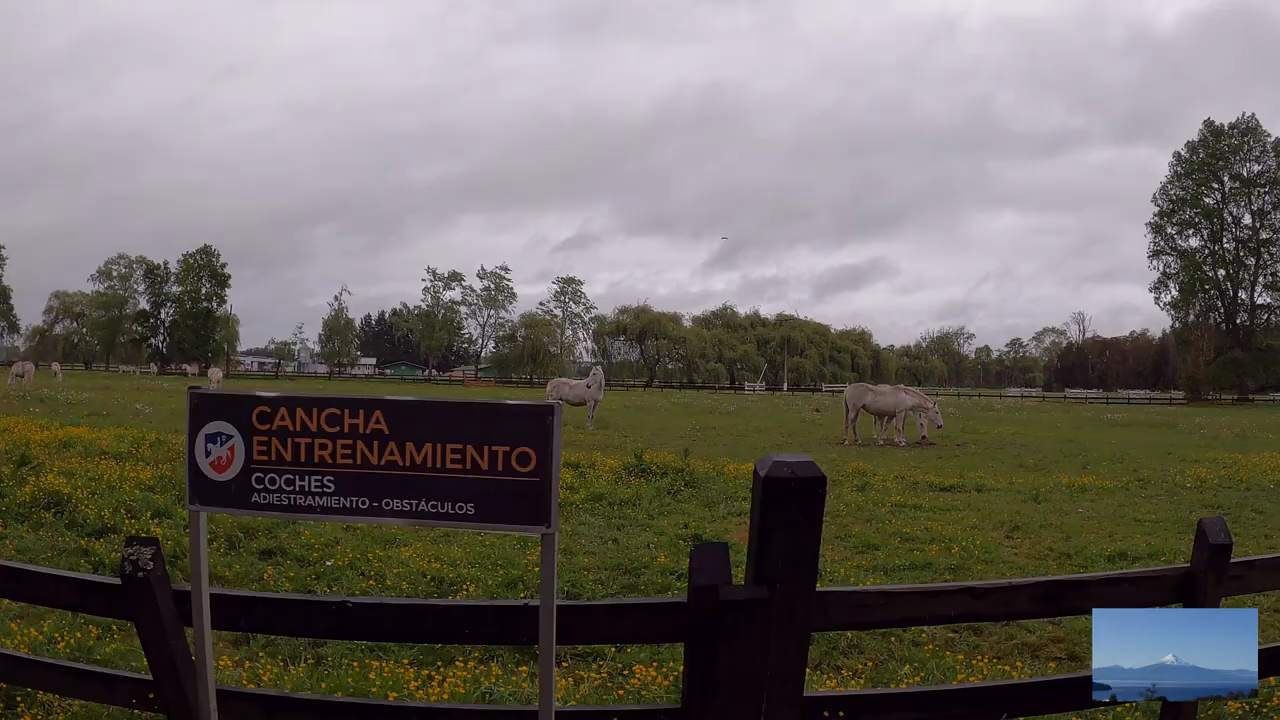 CANCHA
ENTRENAMIENTO
COCHES
ADIESTRAMIENTO - OBSTÁCULOS